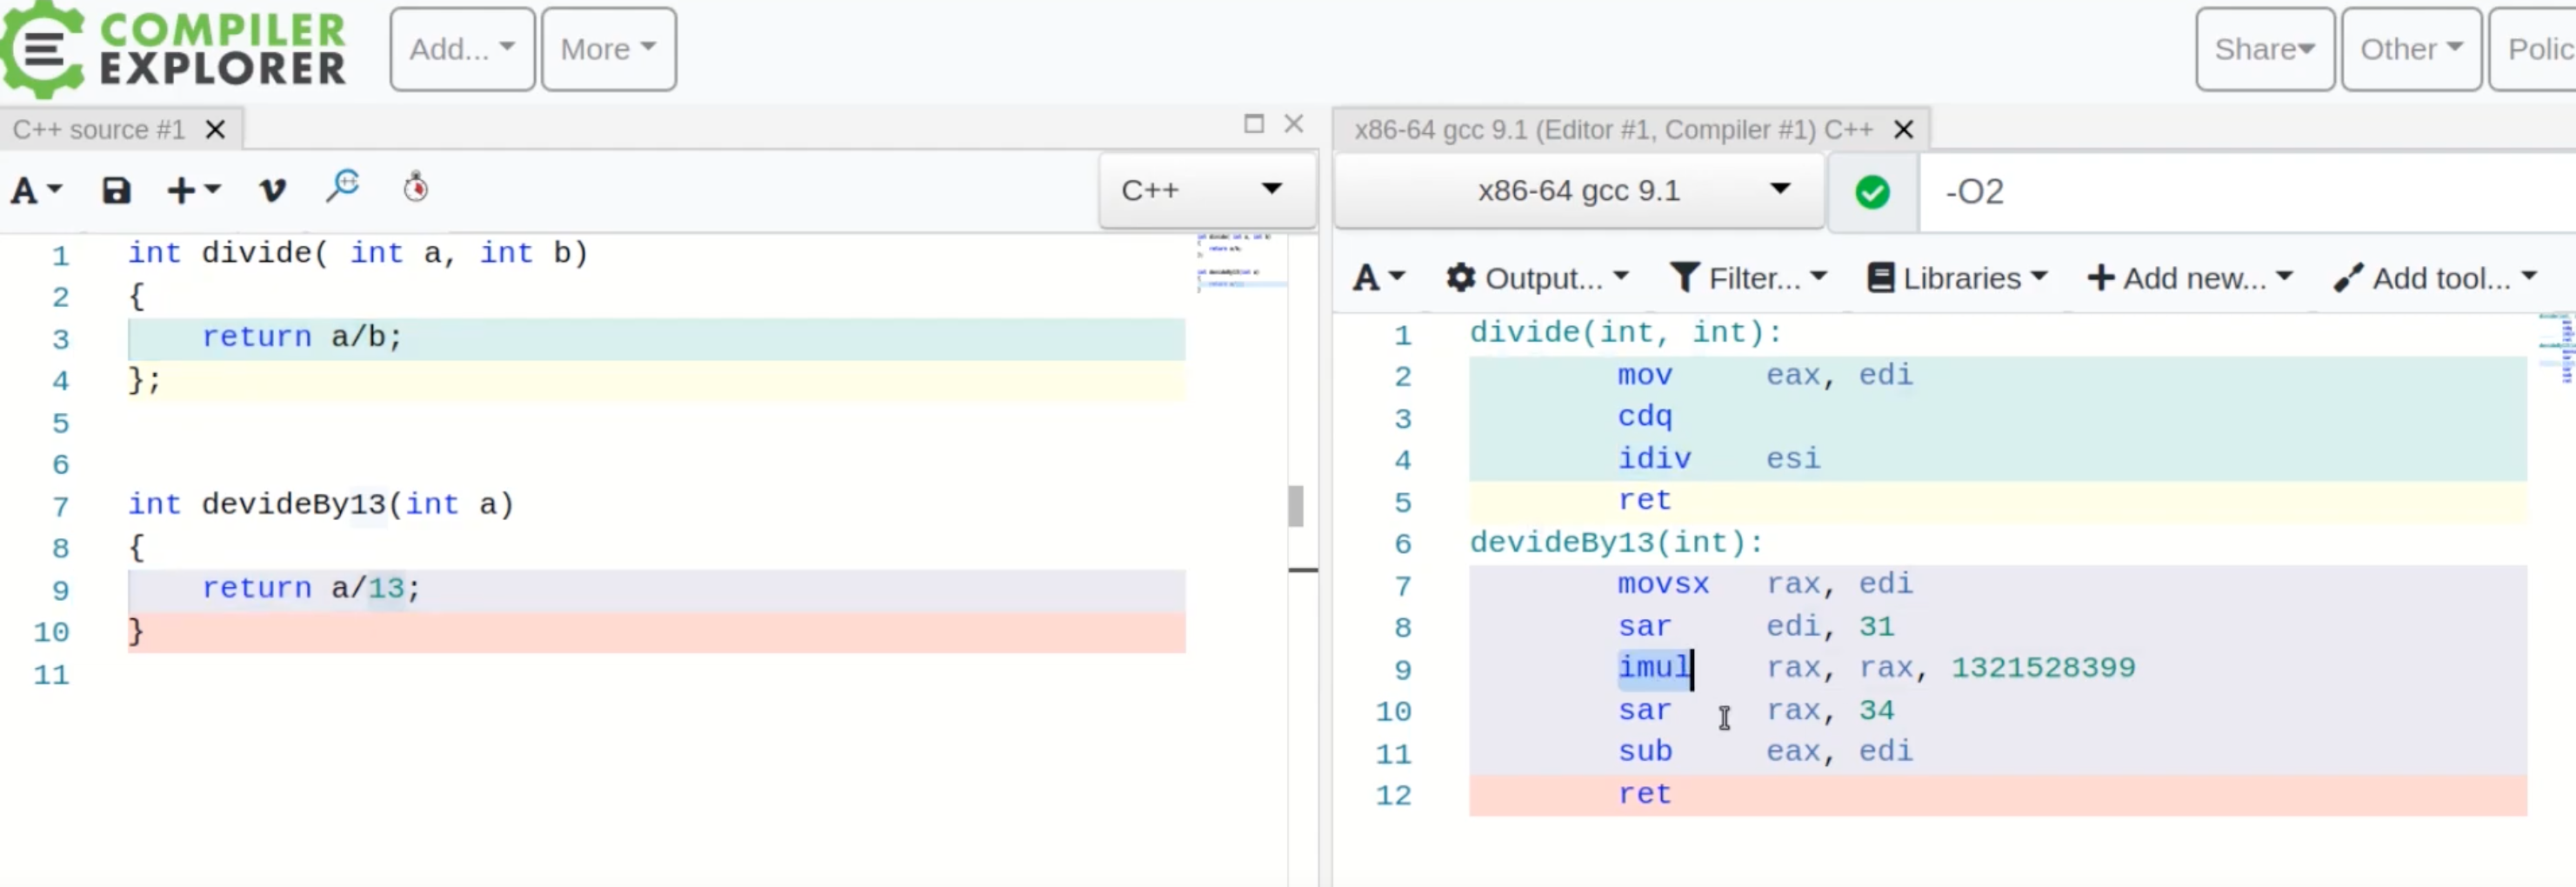 COMPILER
EXPLORER
Add...
More
Share
Other
Polic
C++ source #1
x86-64 gcc 9.1 (Editor #1, Compiler #1) C++
A
C++
x86-64 gcc 9.1
-O2
A
Output...
Filter...
Libraries
Add new...
Add tool...
1 int divide( int a, int b)
2 {
3 return a/b;
4 };
5
6
7 int devideBy13(int a)
8 {
9 return a/13;
10 }
11
1 divide(int, int):
2 mov eax, edi
3 cdq
4 idiv esi
5 ret
6 devideBy13(int):
7 movsx rax, edi
8 sar edi, 31
9 imul rax, rax, 1321528399
10 sar rax, 34
11 sub eax, edi
12 ret